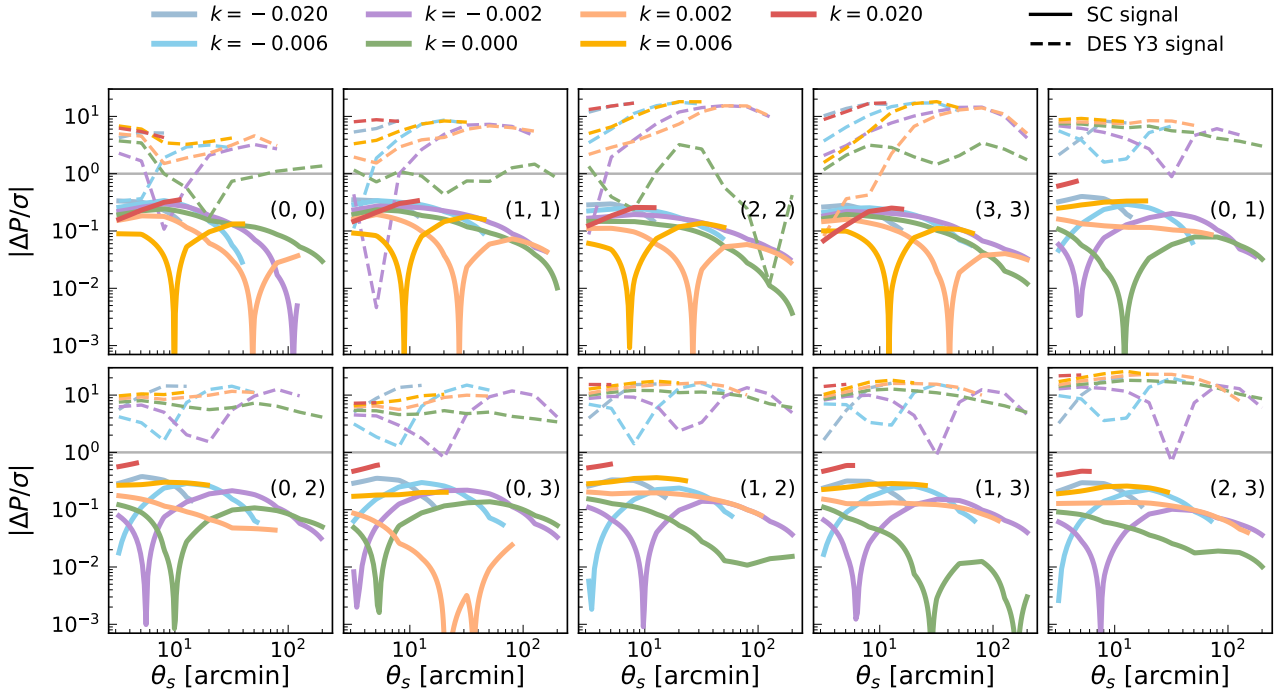 k = −0.020 k = −0.002 k = 0.002 k = 0.020 SC signal
k = −0.006 k = 0.000 k = 0.006 DES Y3 signal
|ΔP/σ|
10¹
10⁰
10⁻¹
10⁻²
10⁻³
(0, 0) (1, 1) (2, 2) (3, 3) (0, 1)
|ΔP/σ|
10¹
10⁰
10⁻¹
10⁻²
10⁻³
(0, 2) (0, 3) (1, 2) (1, 3) (2, 3)
10¹ 10² 10¹ 10² 10¹ 10² 10¹ 10² 10¹ 10²
θₛ [arcmin] θₛ [arcmin] θₛ [arcmin] θₛ [arcmin] θₛ [arcmin]